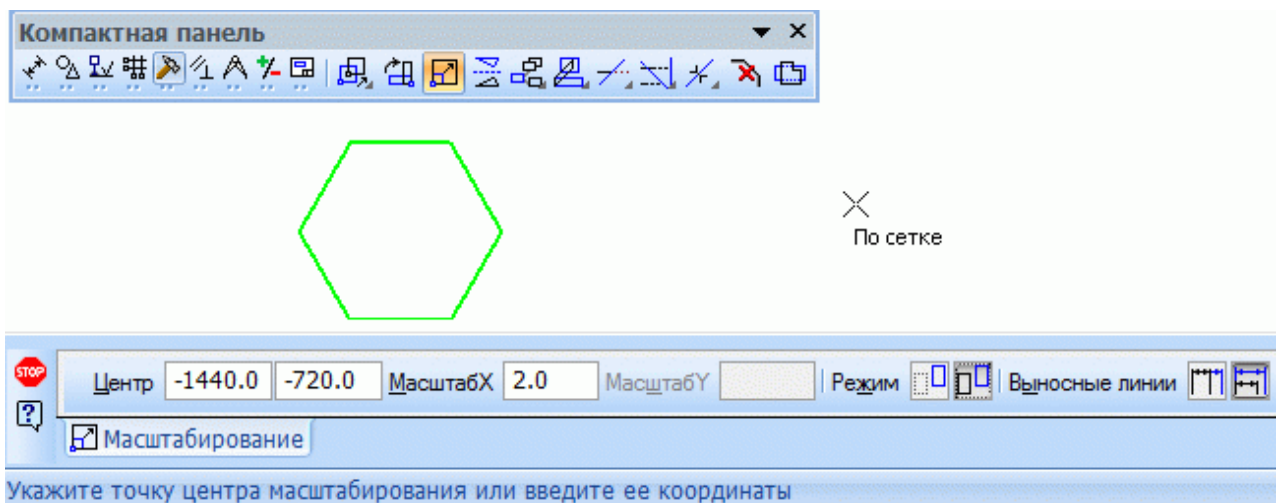 Компактная панель
По сетке
STOP
Центр -1440.0 -720.0 МасштабX 2.0 МасштабY Режим Выносные линии
Масштабирование
Укажите точку центра масштабирования или введите ее координаты